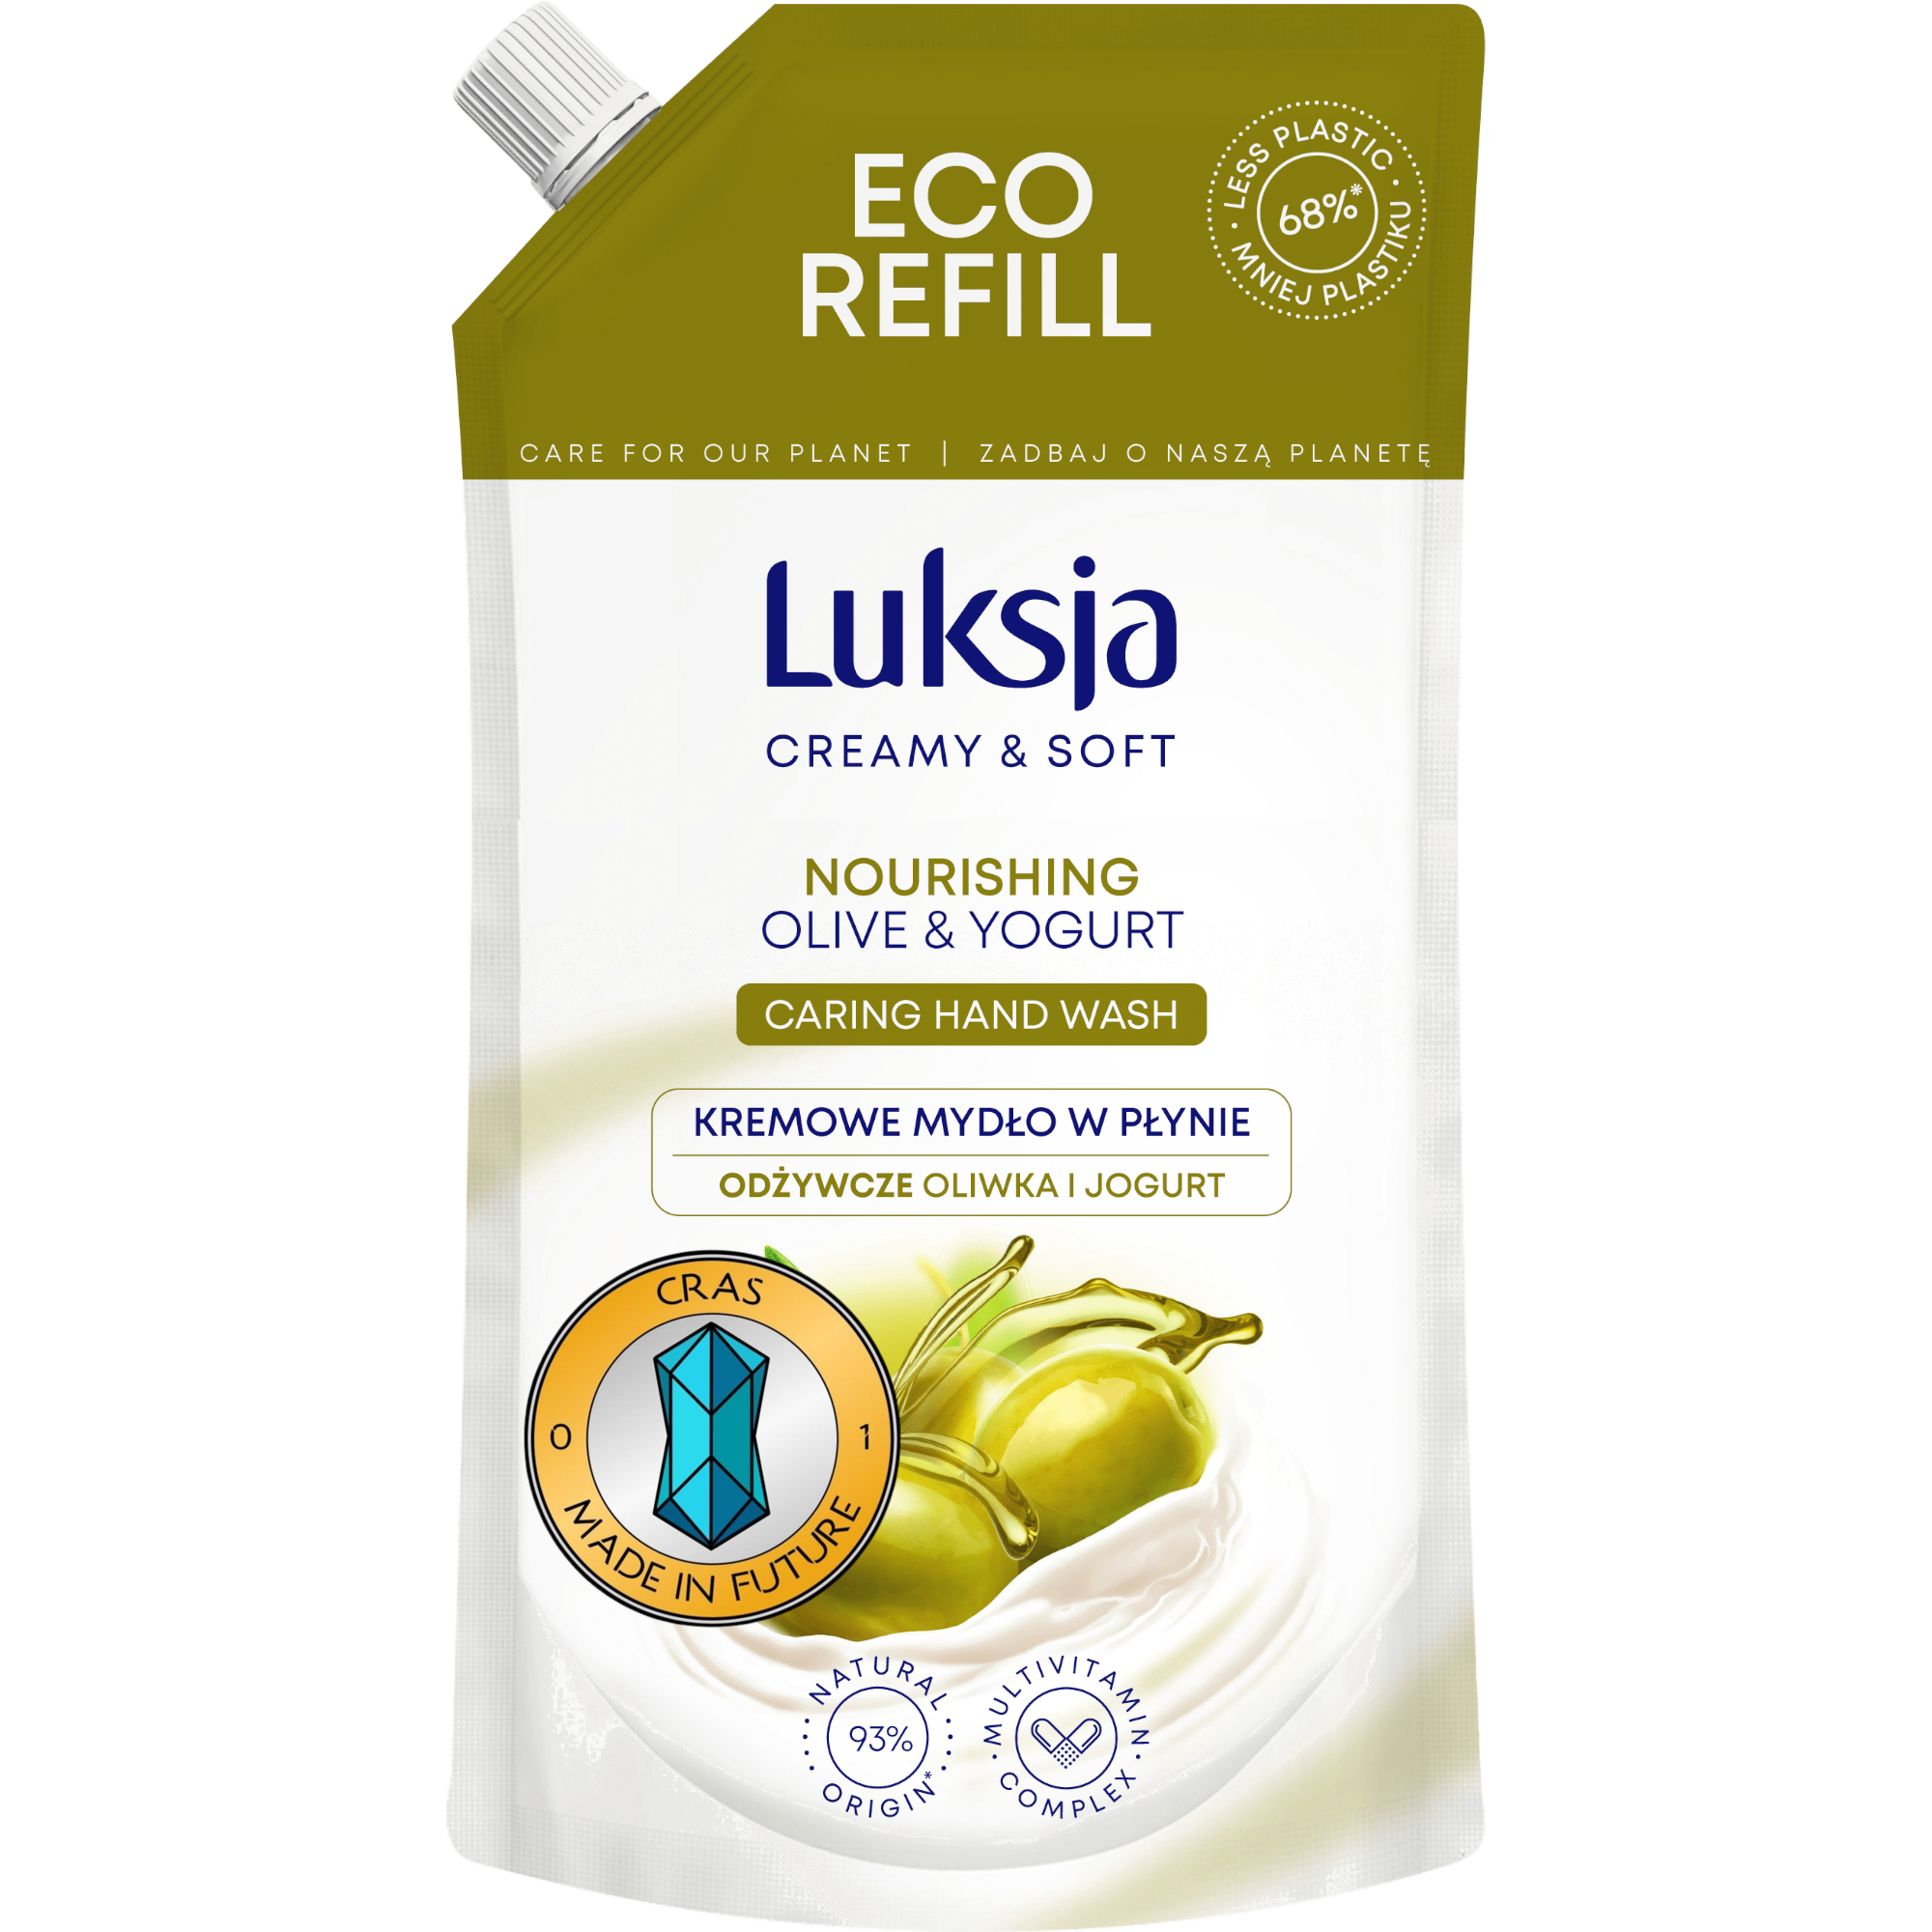 ECO
REFILL
LESS PLASTIC
68%*
MNIEJ PLASTIKU
CARE FOR OUR PLANET | ZADBAJ O NASZĄ PLANETĘ
Luksja
CREAMY & SOFT
NOURISHING
OLIVE & YOGURT
CARING HAND WASH
KREMOWE MYDŁO W PŁYNIE
ODŻYWCZE OLIWKA I JOGURT
CRAS
0 1
MADE IN FUTURE
NATURAL
93%
ORIGIN*
MULTIVITAMIN
COMPLEX